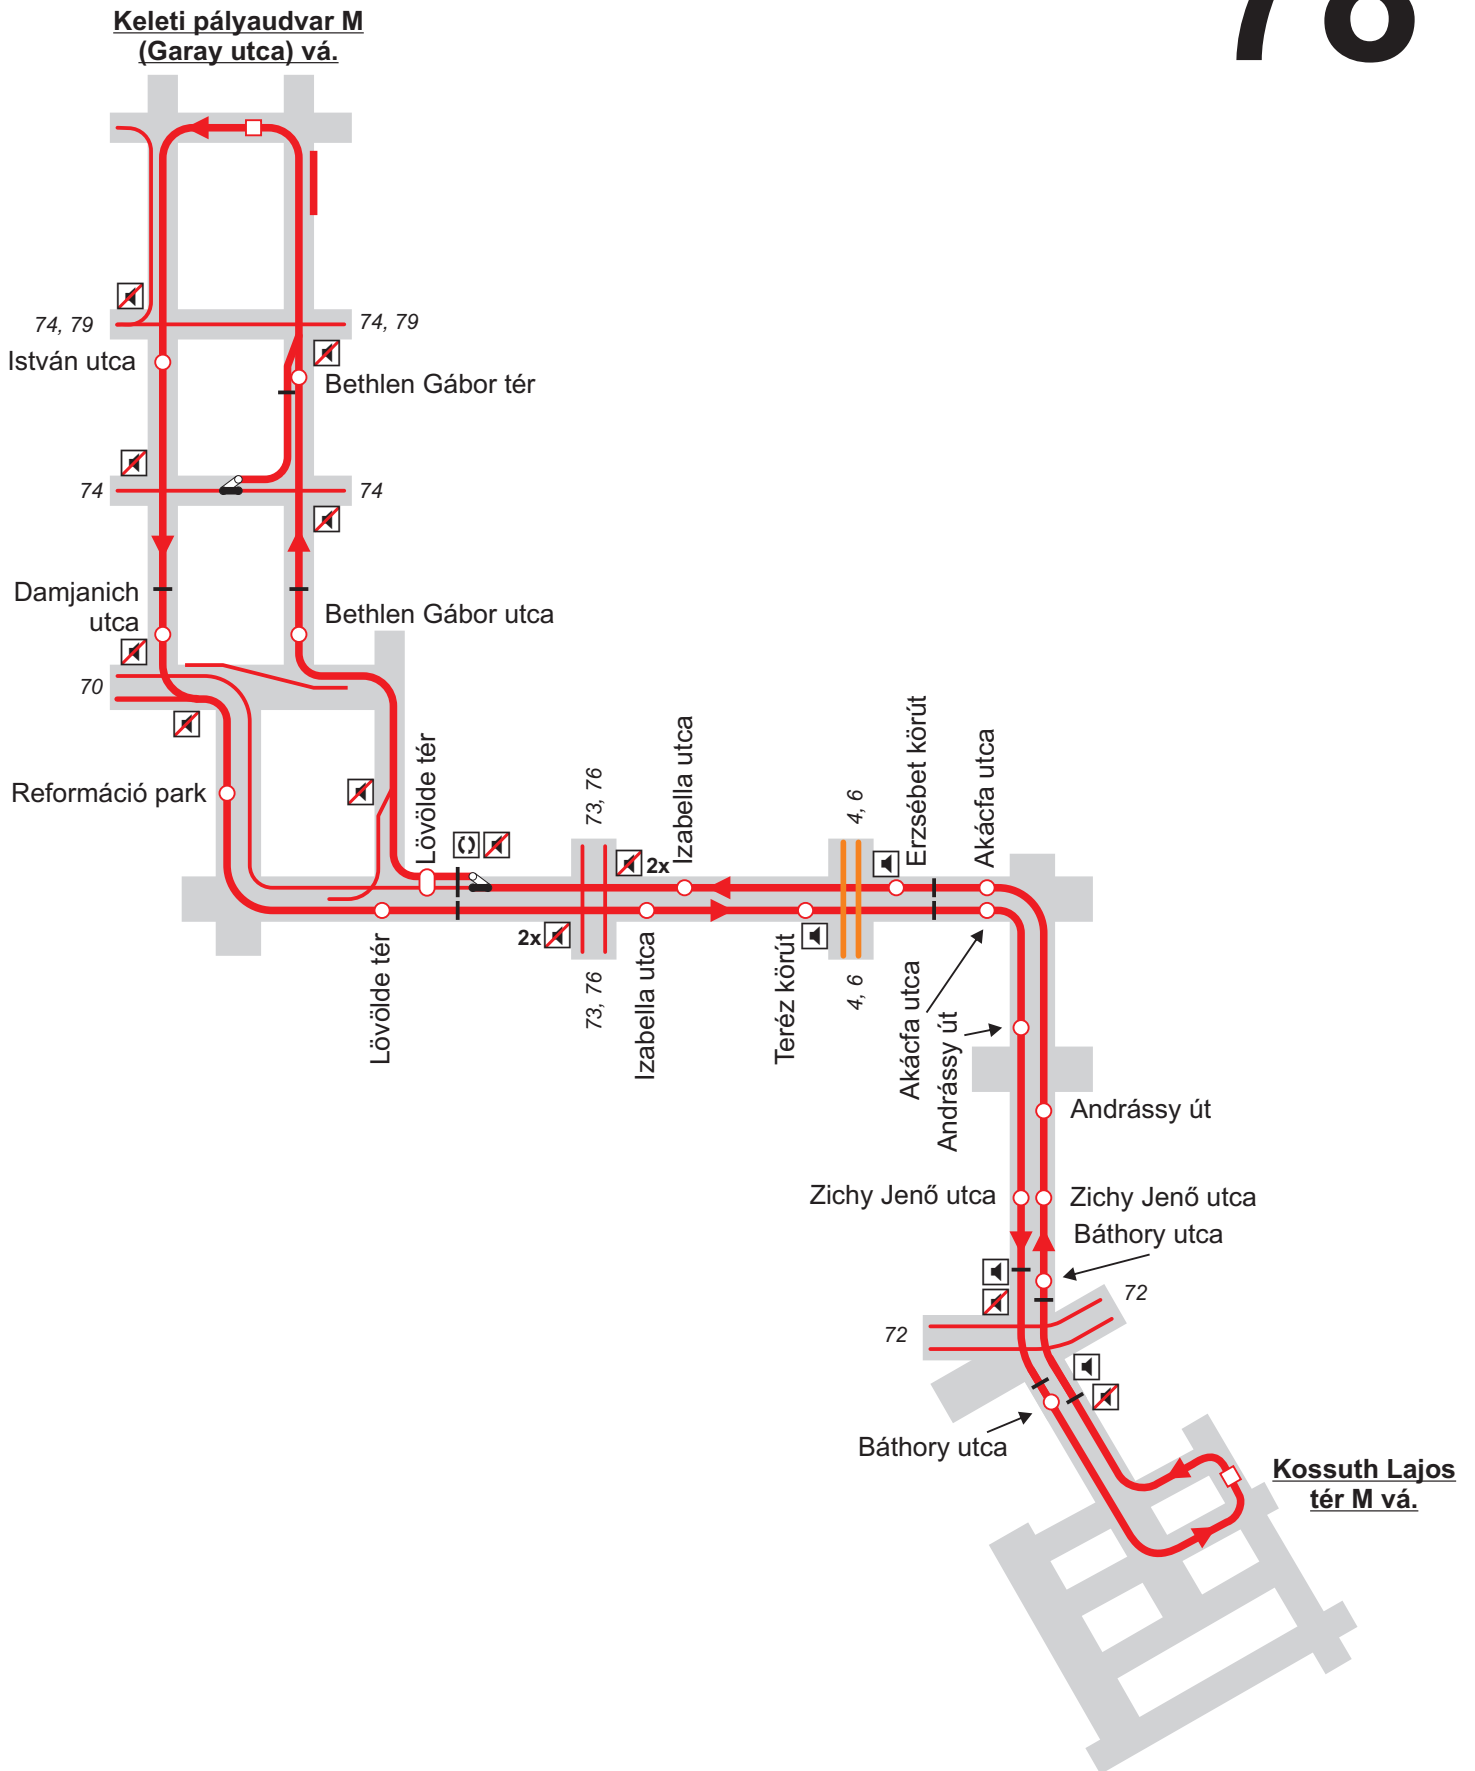 78
Keleti pályaudvar M
(Garay utca) vá.
74, 79
74, 79
István utca
Bethlen Gábor tér
74
74
Damjanich
utca
Bethlen Gábor utca
70
Reformáció park
Lövölde tér
73, 76
Izabella utca
4, 6
Erzsébet körút
Akácfa utca
2x
2x
Lövölde tér
73, 76
Izabella utca
Teréz körút
4, 6
Akácfa utca
Andrássy út
Andrássy út
Zichy Jenő utca
Zichy Jenő utca
Báthory utca
72
72
Báthory utca
Kossuth Lajos
tér M vá.